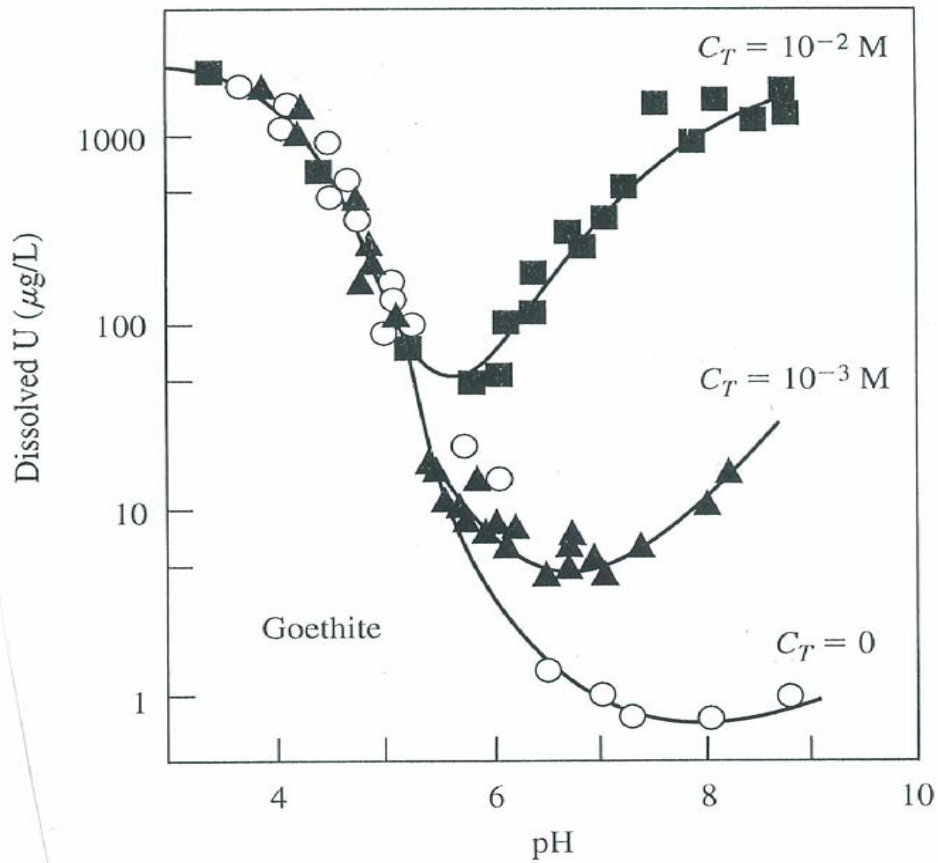 C_T = 10⁻² M
1000
Dissolved U (µg/L)
100
C_T = 10⁻³ M
10
Goethite
C_T = 0
1
4 6 8 10
pH